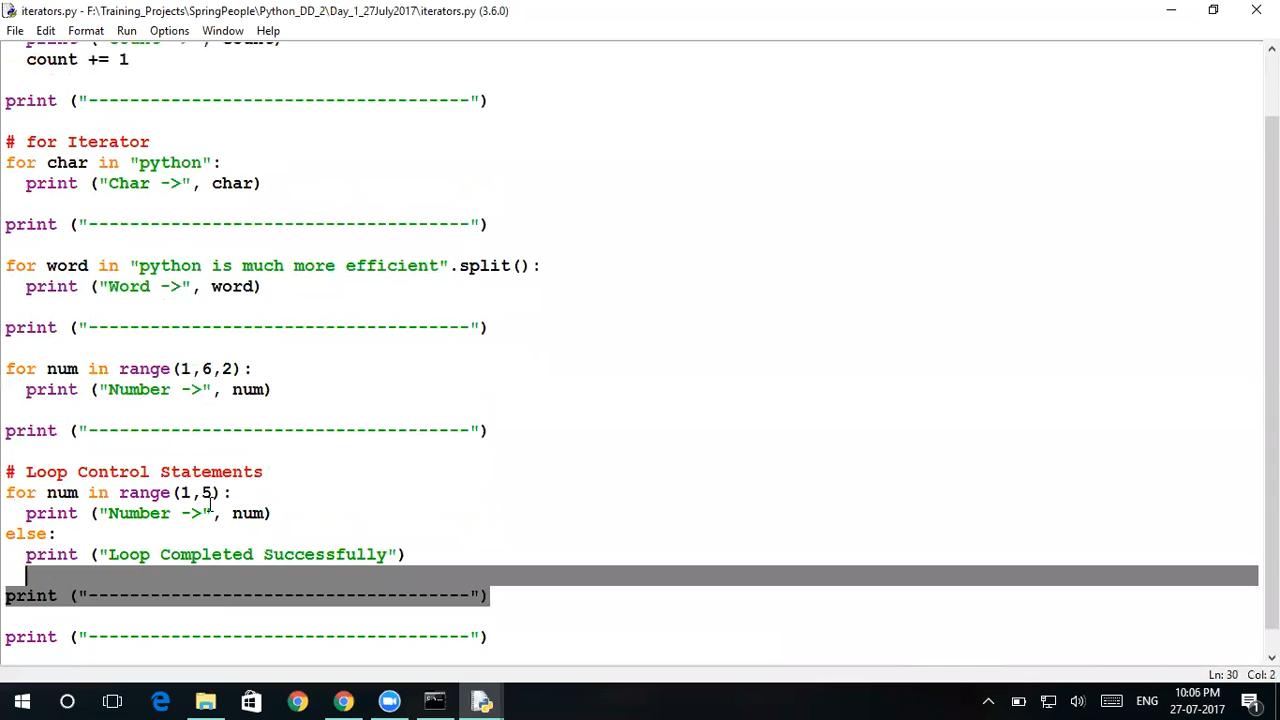 iterators.py - F:\Training_Projects\SpringPeople\Python_DD_2\Day_1_27July2017\iterators.py (3.6.0)
File Edit Format Run Options Window Help
count += 1
print ("-------------------------------------")
# for Iterator
for char in "python":
print ("Char ->", char)
print ("-------------------------------------")
for word in "python is much more efficient".split():
print ("Word ->", word)
print ("-------------------------------------")
for num in range(1,6,2):
print ("Number ->", num)
print ("-------------------------------------")
# Loop Control Statements
for num in range(1,5):
print ("Number ->", num)
else:
print ("Loop Completed Successfully")
print ("-------------------------------------")
print ("-------------------------------------")
Ln: 30 Col: 2
ENG
10:06 PM
27-07-2017
1